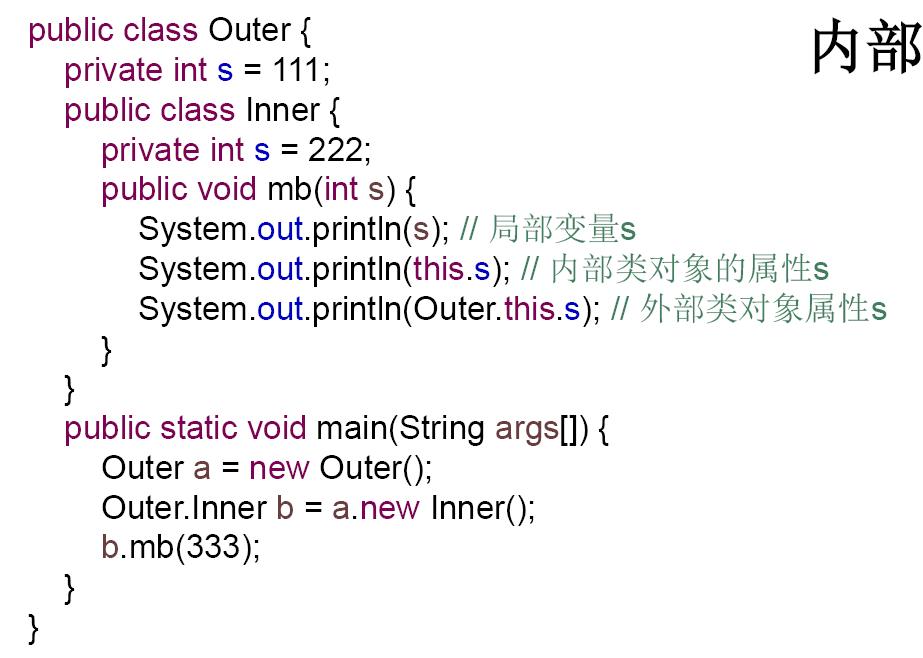 内部
public class Outer {
private int s = 111;
public class Inner {
private int s = 222;
public void mb(int s) {
System.out.println(s); // 局部变量s
System.out.println(this.s); // 内部类对象的属性s
System.out.println(Outer.this.s); // 外部类对象属性s
}
}
public static void main(String args[]) {
Outer a = new Outer();
Outer.Inner b = a.new Inner();
b.mb(333);
}
}